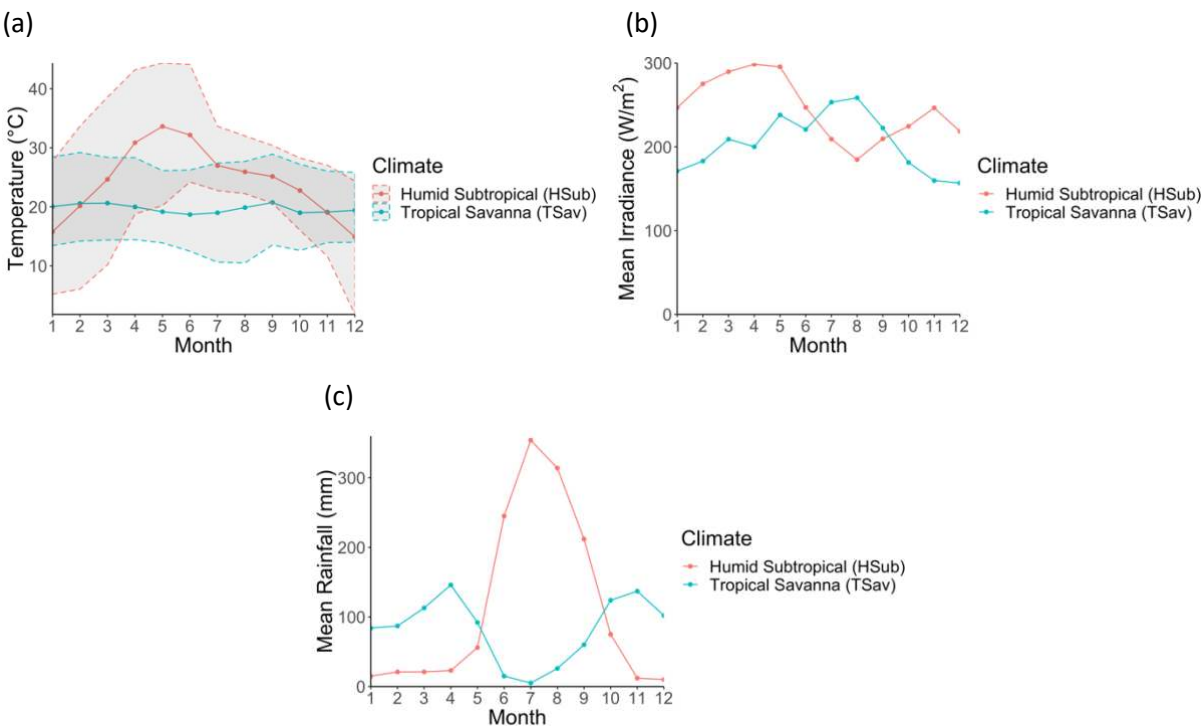 (a)
(b)
Temperature (°C)
40
30
20
10
1 2 3 4 5 6 7 8 9 10 11 12
Month
Climate
Humid Subtropical (HSub)
Tropical Savanna (TSav)
Mean Irradiance (W/m²)
300
200
100
0
1 2 3 4 5 6 7 8 9 10 11 12
Month
Climate
Humid Subtropical (HSub)
Tropical Savanna (TSav)
(c)
Mean Rainfall (mm)
300
200
100
0
1 2 3 4 5 6 7 8 9 10 11 12
Month
Climate
Humid Subtropical (HSub)
Tropical Savanna (TSav)